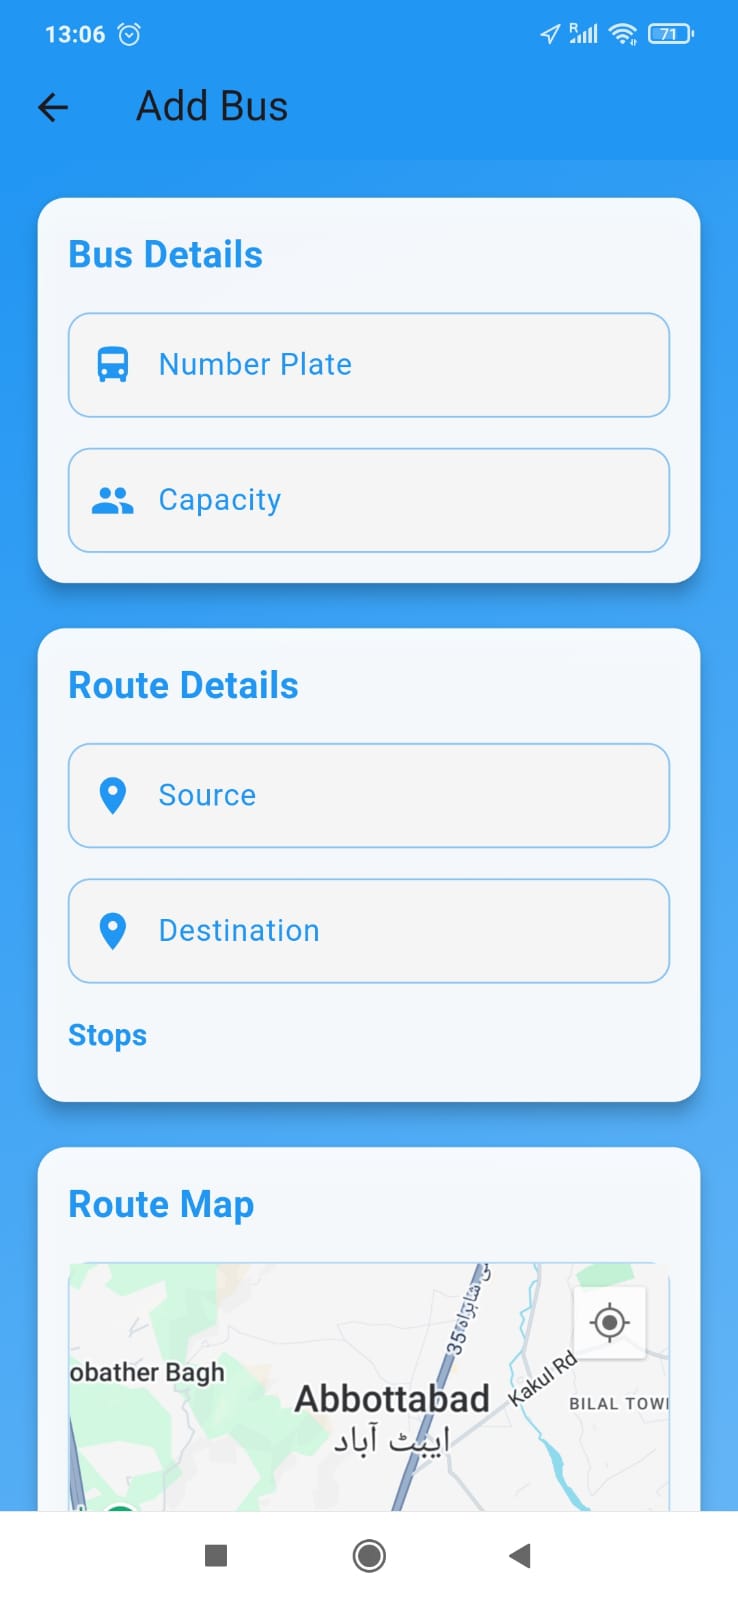 13:06
R
71
Add Bus
Bus Details
Number Plate
Capacity
Route Details
Source
Destination
Stops
Route Map
35
obather Bagh
Kakul Rd
Abbottabad
BILAL TOW
ایبٹ آباد